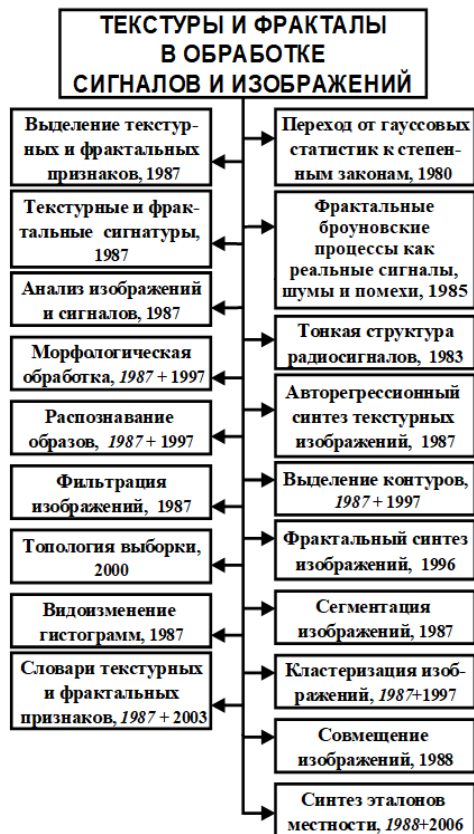 ТЕКСТУРЫ И ФРАКТАЛЫ
В ОБРАБОТКЕ
СИГНАЛОВ И ИЗОБРАЖЕНИЙ
Выделение текстур-
ных и фрактальных
признаков, 1987
Текстурные и фрак-
тальные сигнатуры,
1987
Анализ изображений
и сигналов, 1987
Морфологическая
обработка, 1987 + 1997
Распознавание
образов, 1987 + 1997
Фильтрация
изображений, 1987
Топология выборки,
2000
Видоизменение
гистограмм, 1987
Словари текстурных
и фрактальных
признаков, 1987 + 2003
Переход от гауссовых
статистик к степен-
ным законам, 1980
Фрактальные
броуновские
процессы как
реальные сигналы,
шумы и помехи, 1985
Тонкая структура
радиосигналов, 1983
Авторегрессионный
синтез текстурных
изображений, 1987
Выделение контуров,
1987 + 1997
Фрактальный синтез
изображений, 1996
Сегментация
изображений, 1987
Кластеризация изоб-
ражений, 1987+1997
Совмещение
изображений, 1988
Синтез эталонов
местности, 1988+2006